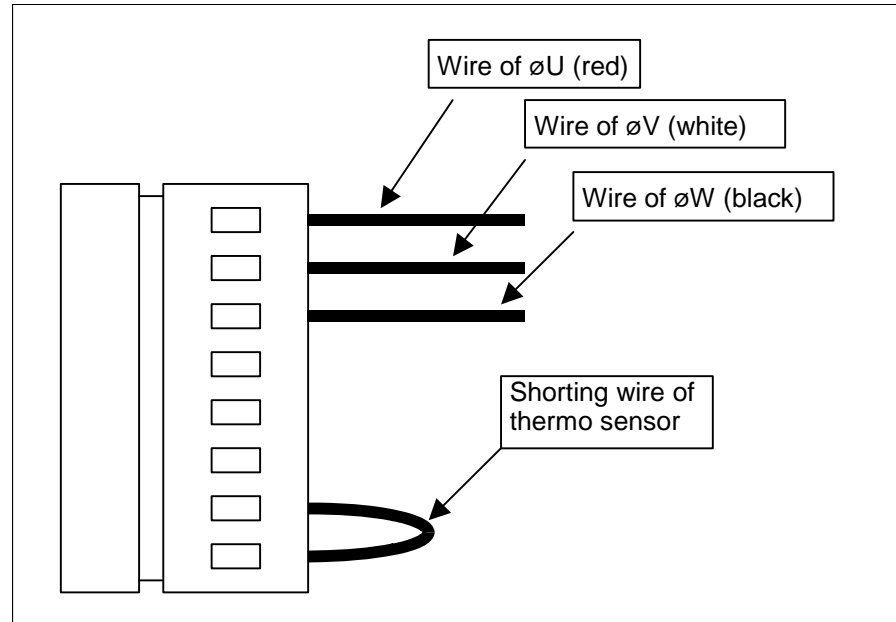 Wire of øU (red)
Wire of øV (white)
Wire of øW (black)
Shorting wire of
thermo sensor